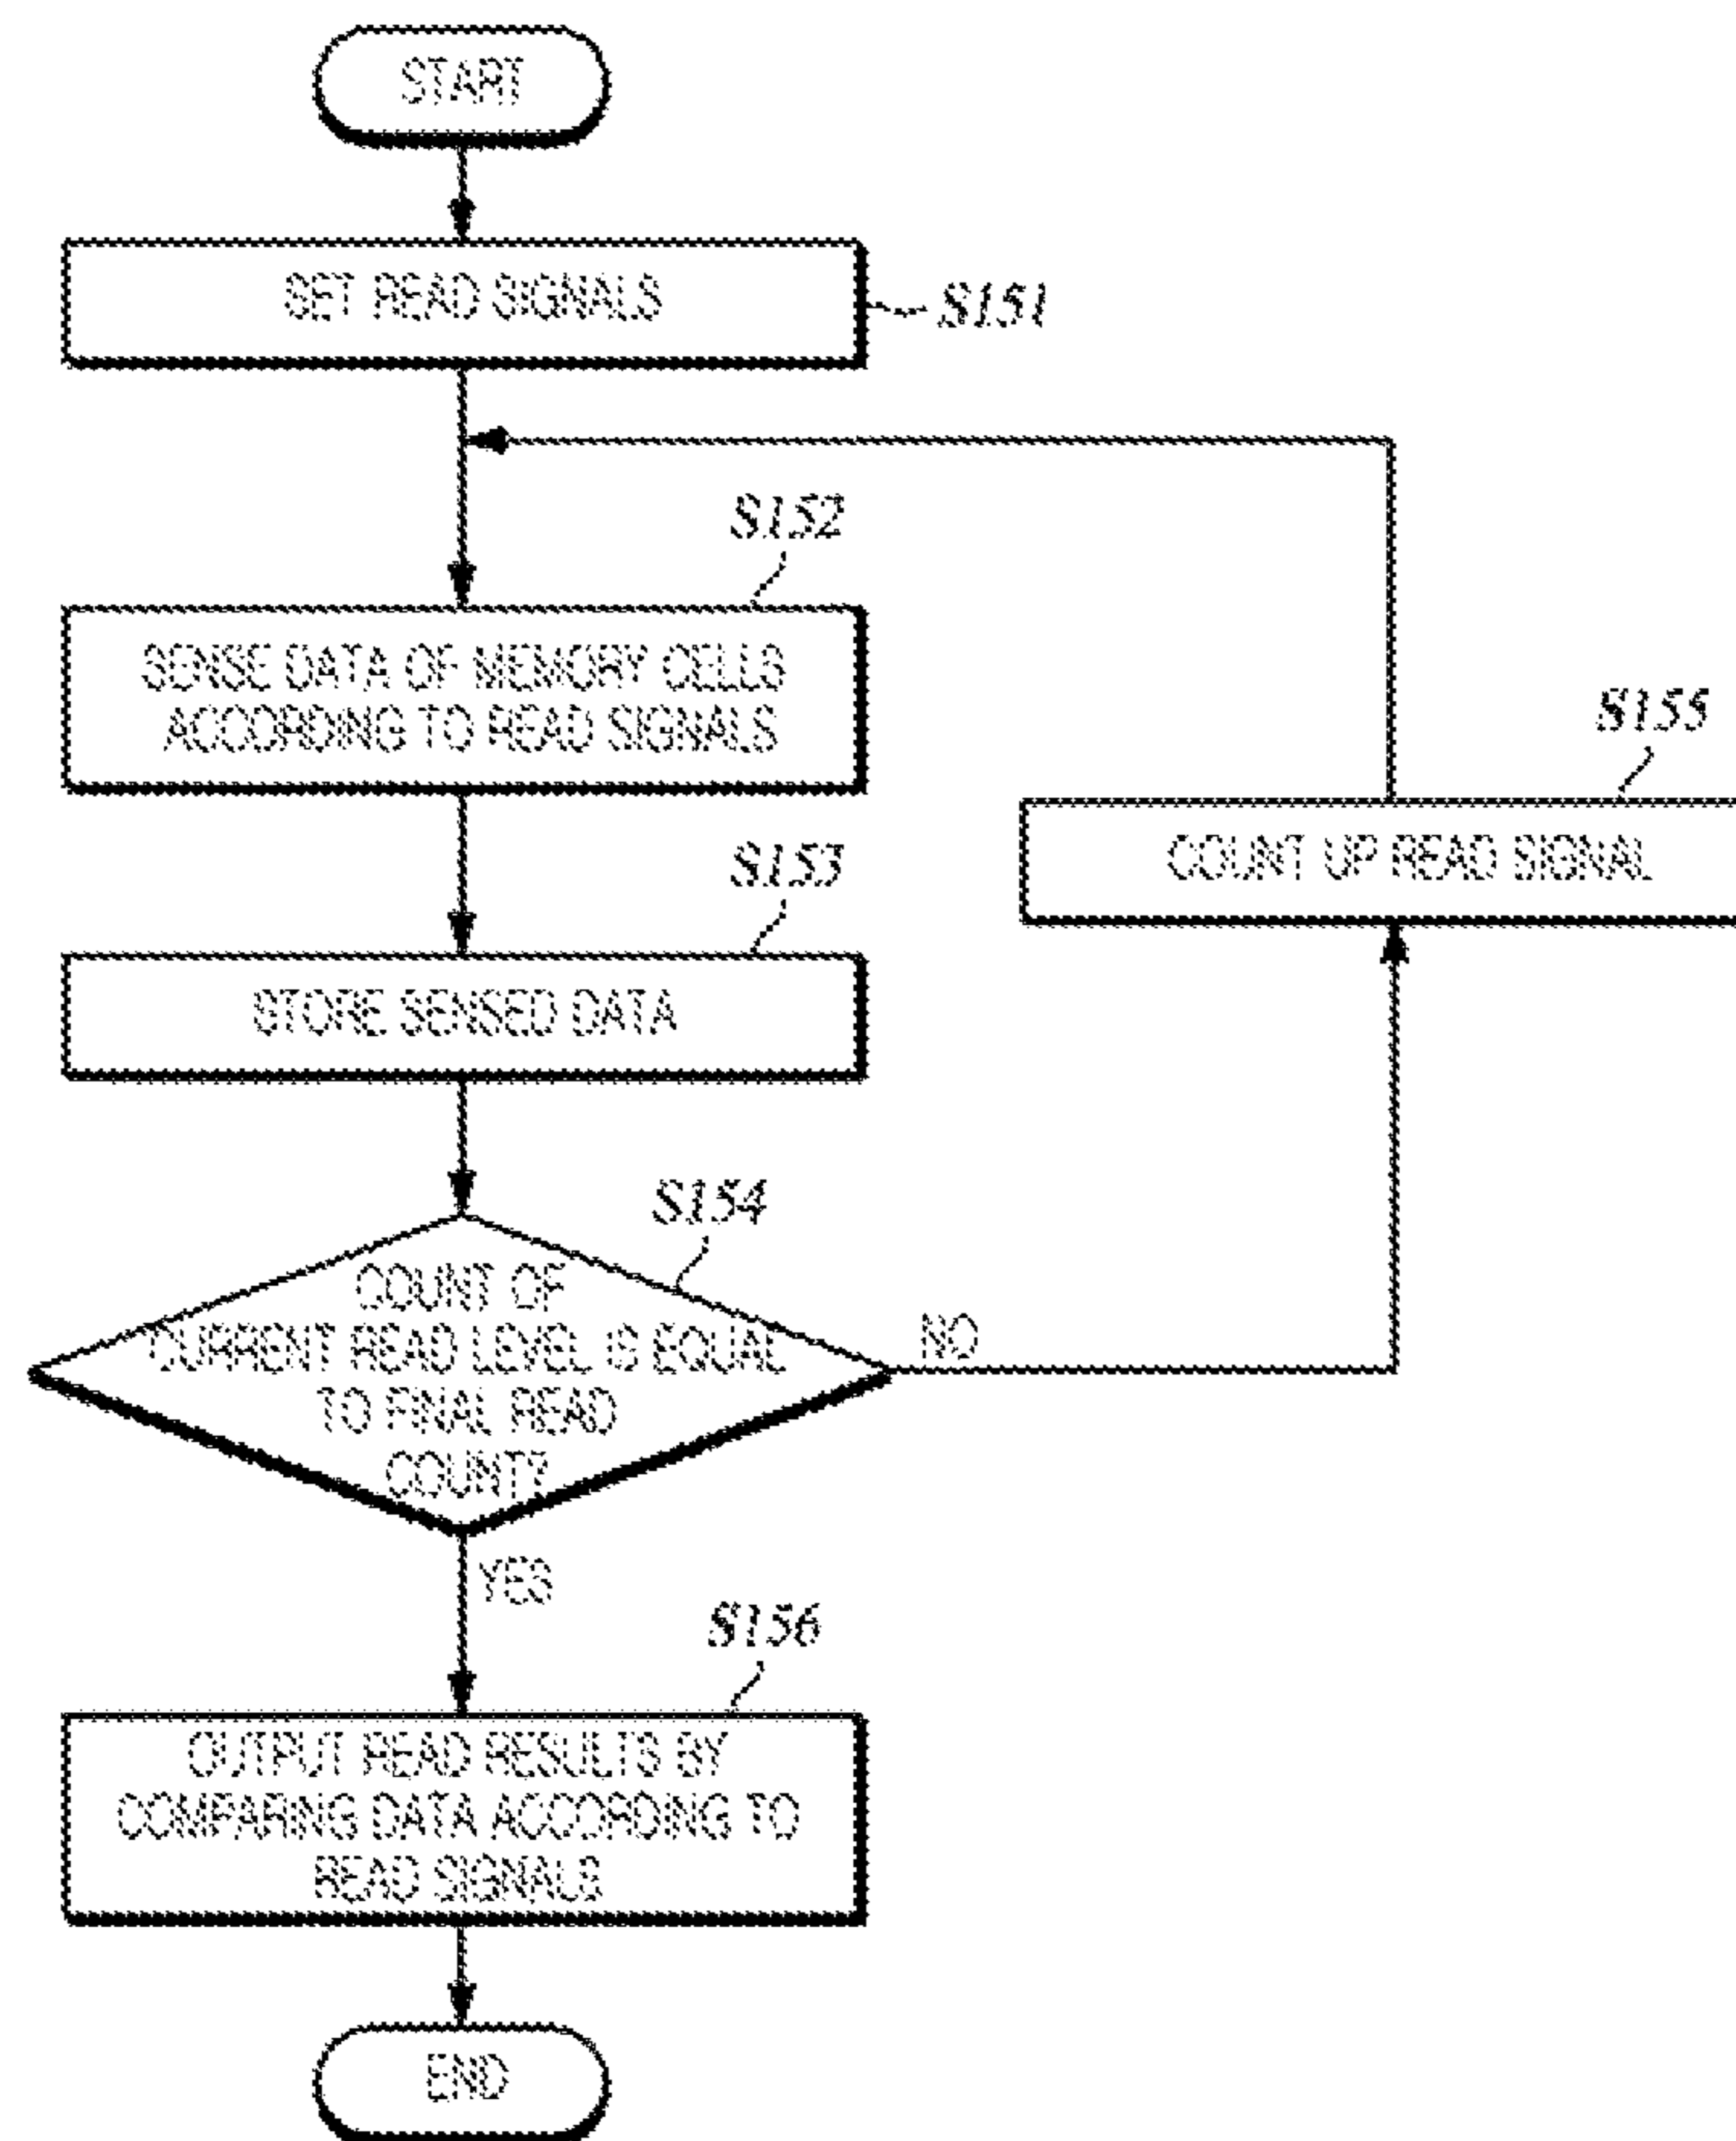 START
SET READ SIGNALS
S151
S152
SENSE DATA OF MEMORY CELLS
ACCORDING TO READ SIGNALS
S155
COUNT UP READ SIGNAL
S153
STORE SENSED DATA
S154
COUNT OF
CURRENT READ LEVEL IS EQUAL
TO FINAL READ
COUNT?
NO
YES
S156
OUTPUT READ RESULTS BY
COMPARING DATA ACCORDING TO
READ SIGNALS
END